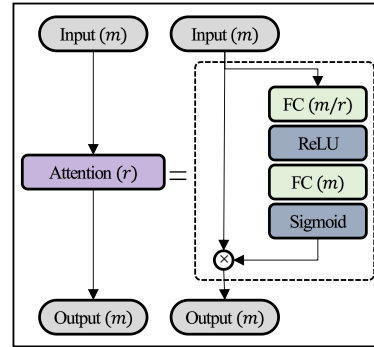 Input (m)
Input (m)
FC (m/r)
ReLU
Attention (r)
=
FC (m)
Sigmoid
×
Output (m)
Output (m)